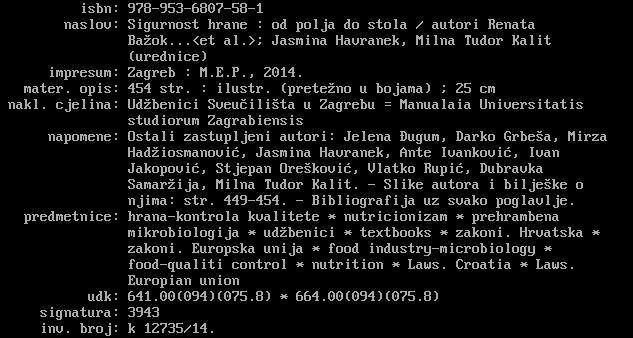 isbn: 978-953-6807-58-1
naslov: Sigurnost hrane : od polja do stola / autori Renata
Bažok...<et al.>; Jasmina Havranek, Milna Tudor Kalit
(urednice)
impresum: Zagreb : M.E.P., 2014.
mater. opis: 454 str. : ilustr. (pretežno u bojama) ; 25 cm
nakl. cjelina: Udžbenici Sveučilišta u Zagrebu = Manualaia Universitatis
studiorum Zagrabiensis
napomene: Ostali zastupljeni autori: Jelena Đugum, Darko Grbeša, Mirza
Hadžiosmanović, Jasmina Havranek, Ante Ivanković, Ivan
Jakopović, Stjepan Orešković, Vlatko Rupić, Dubravka
Samaržija, Milna Tudor Kalit. - Slike autora i bilješke o
njima: str. 449-454. - Bibliografija uz svako poglavlje.
predmetnice: hrana-kontrola kvalitete * nutricionizam * prehrambena
mikrobiologija * udžbenici * textbooks * zakoni. Hrvatska *
zakoni. Europska unija * food industry-microbiology *
food-qualiti control * nutrition * Laws. Croatia * Laws.
Europian union
udk: 641.00(094)(075.8) * 664.00(094)(075.8)
signatura: 3943
inv. broj: k 12735/14.